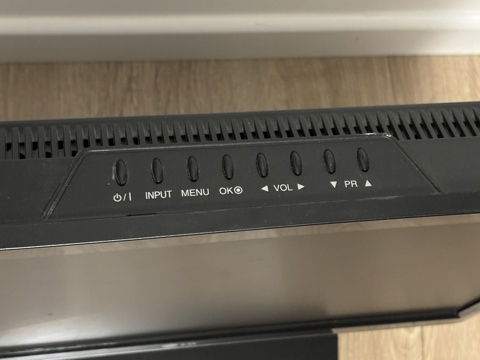 ⏻/I INPUT MENU OK⦿ ◄ VOL ► ▼ PR ▲